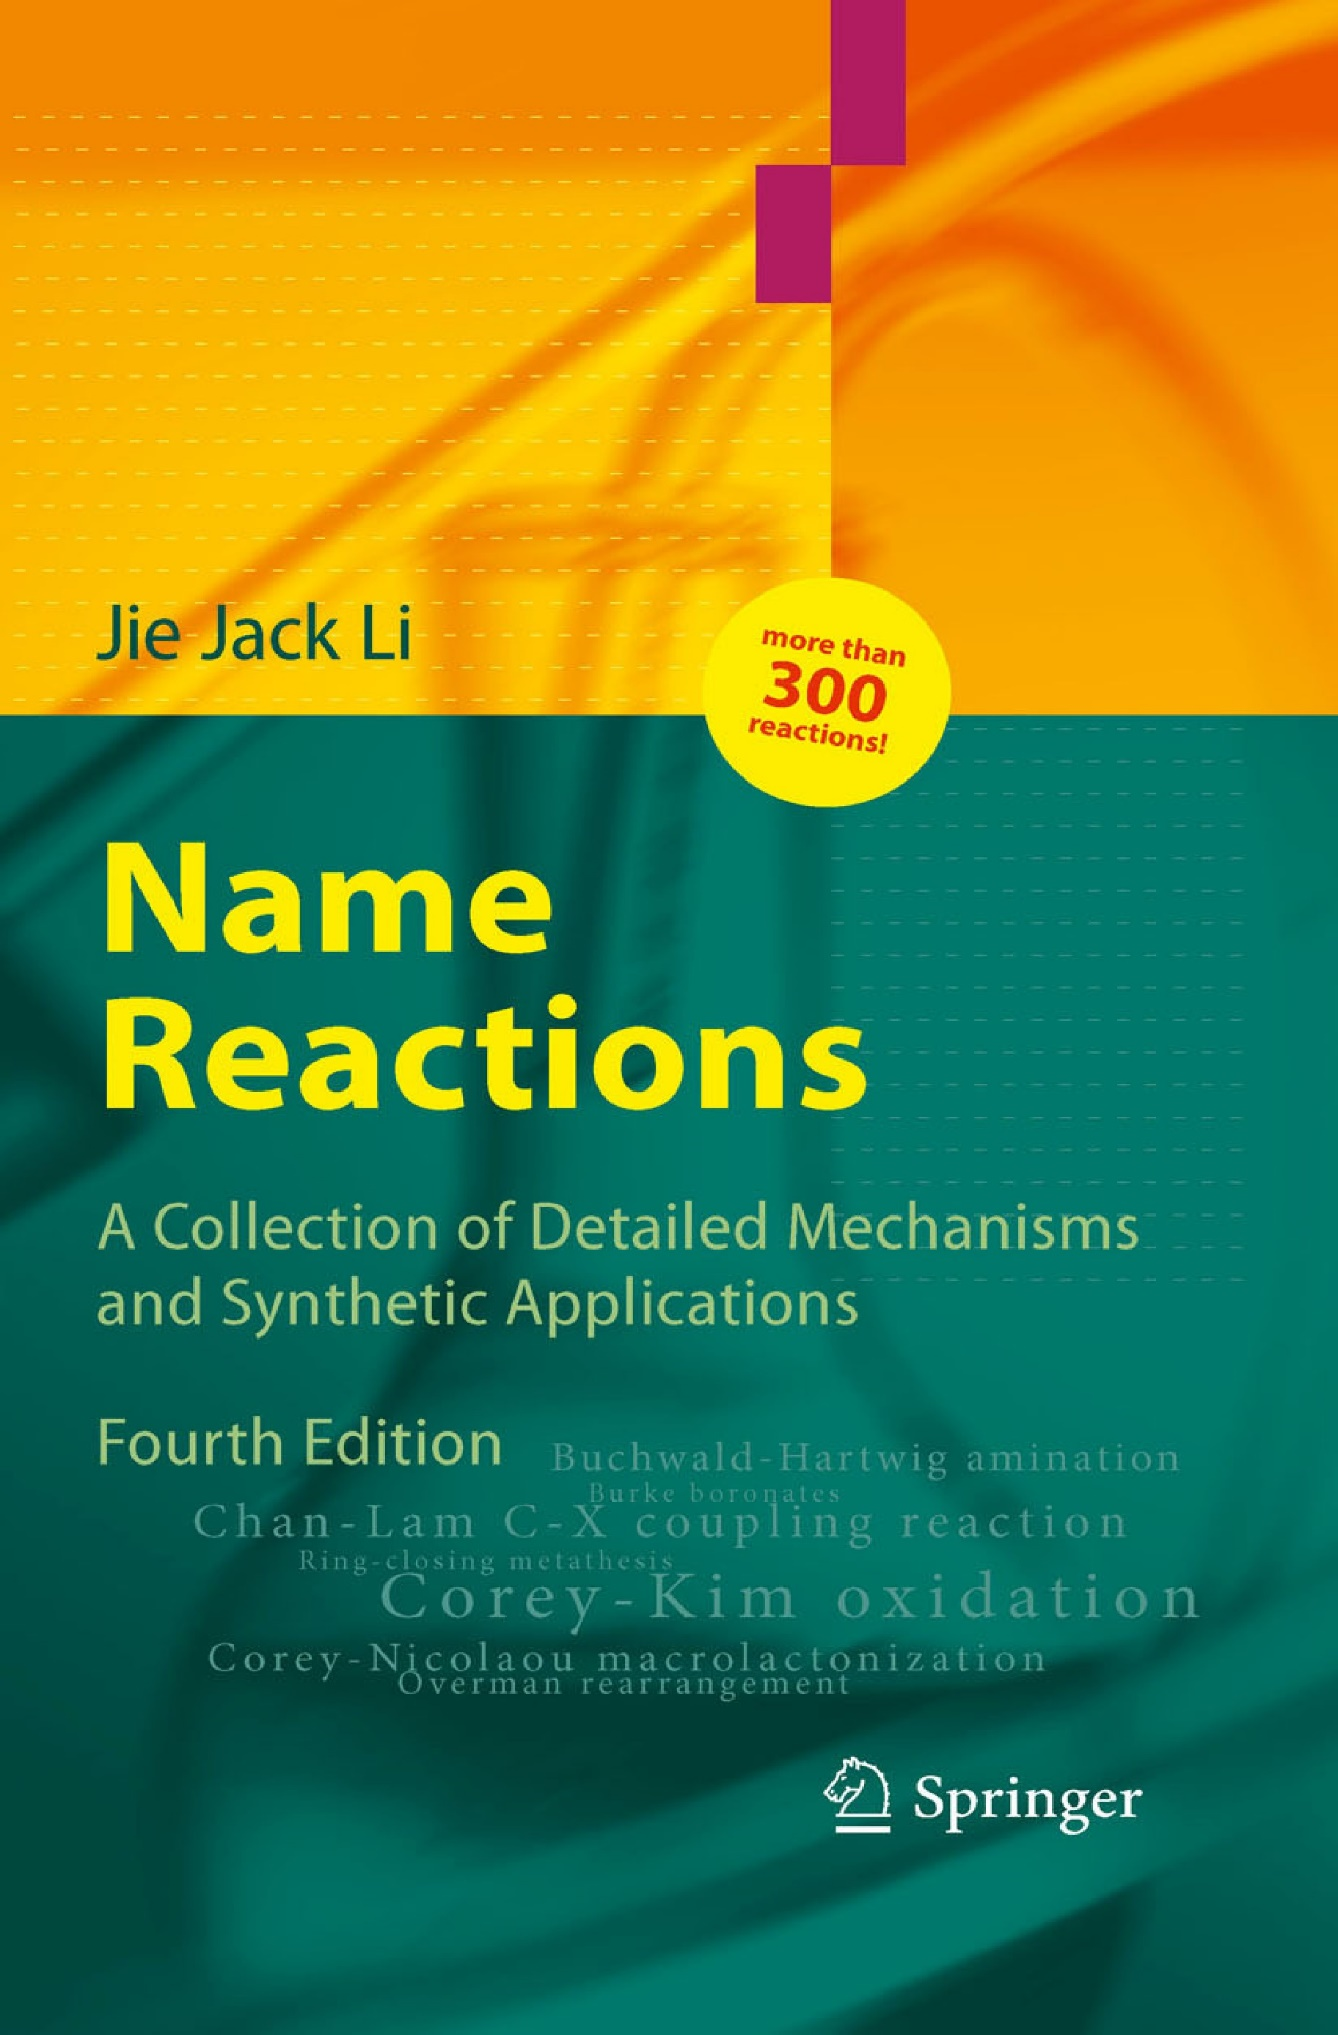 Jie Jack Li
more than
300
reactions!
Name
Reactions
A Collection of Detailed Mechanisms
and Synthetic Applications
Fourth Edition
Buchwald-Hartwig amination
Burke boronates
Chan-Lam C-X coupling reaction
Ring-closing metathesis
Corey-Kim oxidation
Corey-Nicolaou macrolactonization
Overman rearrangement
Springer